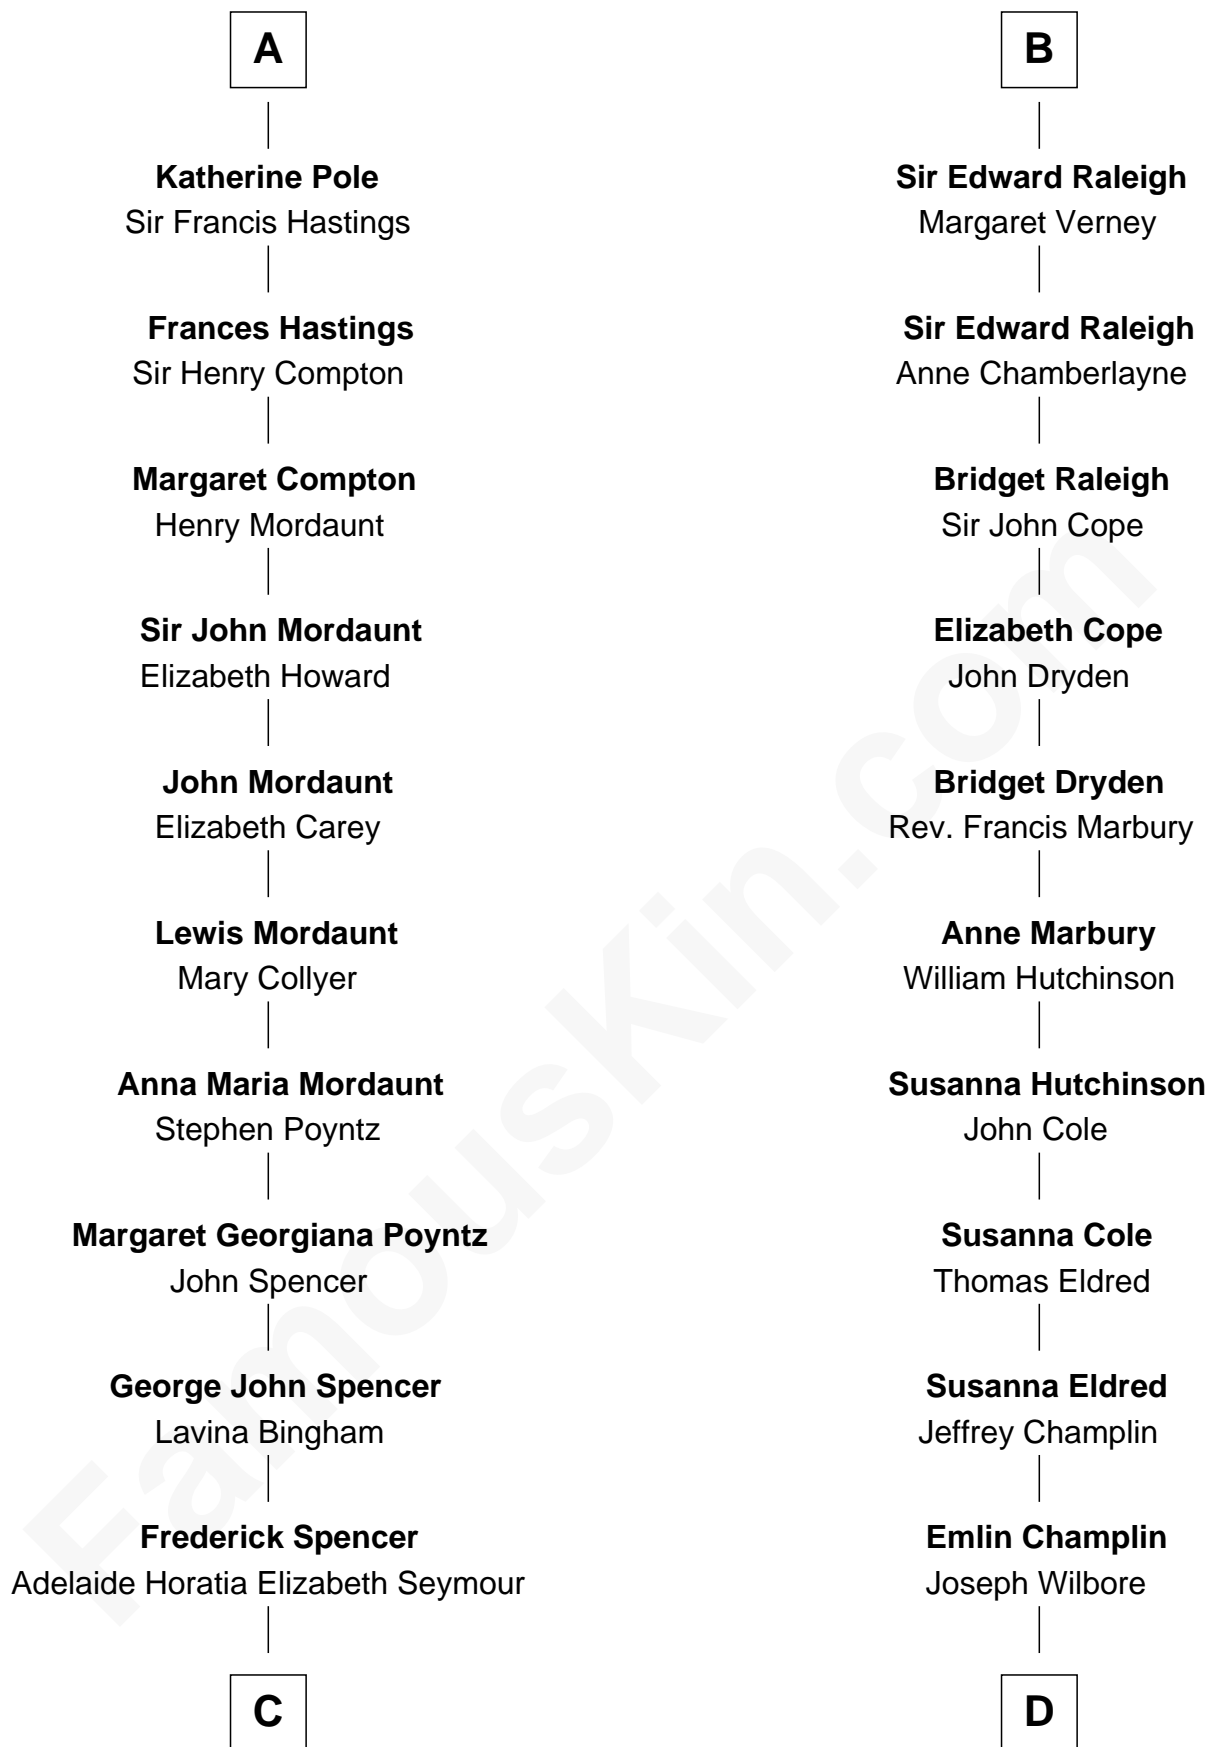 A
Katherine Pole
Sir Francis Hastings
Frances Hastings
Sir Henry Compton
Margaret Compton
Henry Mordaunt
Sir John Mordaunt
Elizabeth Howard
John Mordaunt
Elizabeth Carey
Lewis Mordaunt
Mary Collyer
Anna Maria Mordaunt
Stephen Poyntz
Margaret Georgiana Poyntz
John Spencer
George John Spencer
Lavina Bingham
Frederick Spencer
Adelaide Horatia Elizabeth Seymour
C
B
Sir Edward Raleigh
Margaret Verney
Sir Edward Raleigh
Anne Chamberlayne
Bridget Raleigh
Sir John Cope
Elizabeth Cope
John Dryden
Bridget Dryden
Rev. Francis Marbury
Anne Marbury
William Hutchinson
Susanna Hutchinson
John Cole
Susanna Cole
Thomas Eldred
Susanna Eldred
Jeffrey Champlin
Emlin Champlin
Joseph Wilbore
D
FamousKin.com